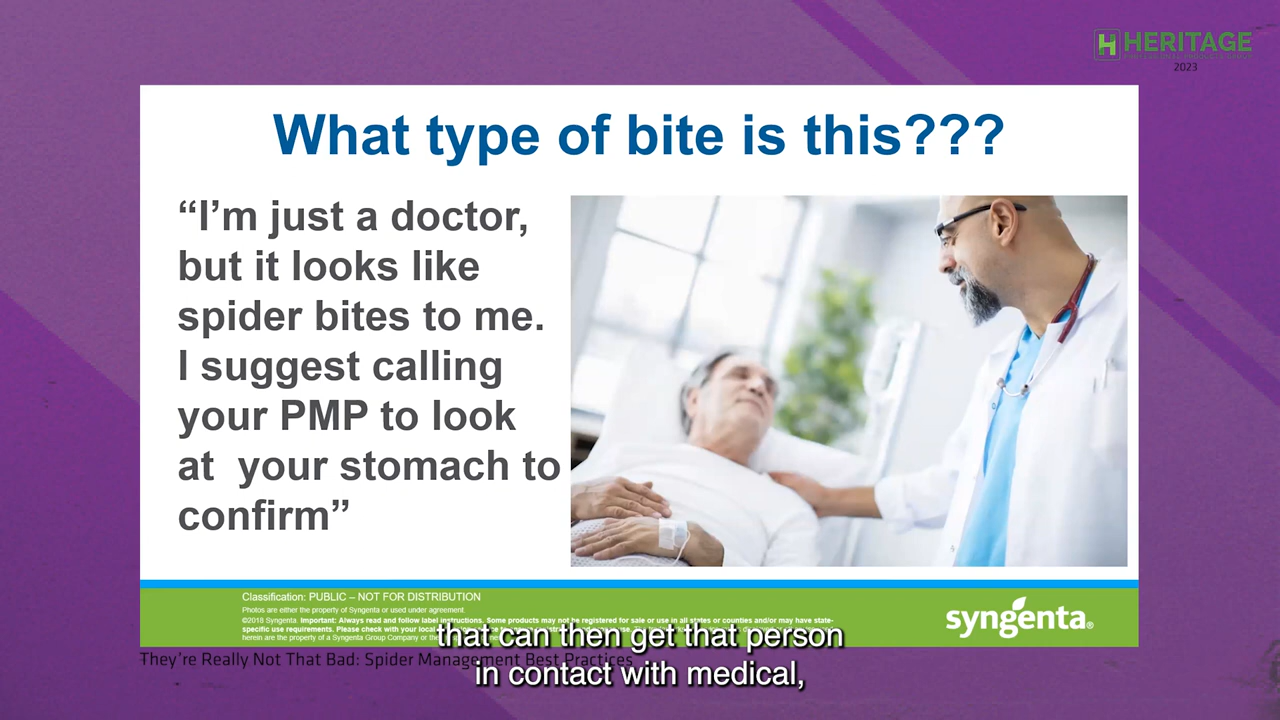 HERITAGE
2023
What type of bite is this???
“I’m just a doctor,
but it looks like
spider bites to me.
I suggest calling
your PMP to look
at your stomach to
confirm”
Classification: PUBLIC – NOT FOR DISTRIBUTION
Photos are either the property of Syngenta or used under agreement.
©2018 Syngenta. Important: Always read and follow label instructions. Some products may not be registered for sale or use in all states or counties and/or may have state-
specific use requirements. Please check with your local
herein are the property of a Syngenta Group Company or
syngenta®
that can then get that person
They're Really Not That Bad: Spider Management Best Practices
in contact with medical,